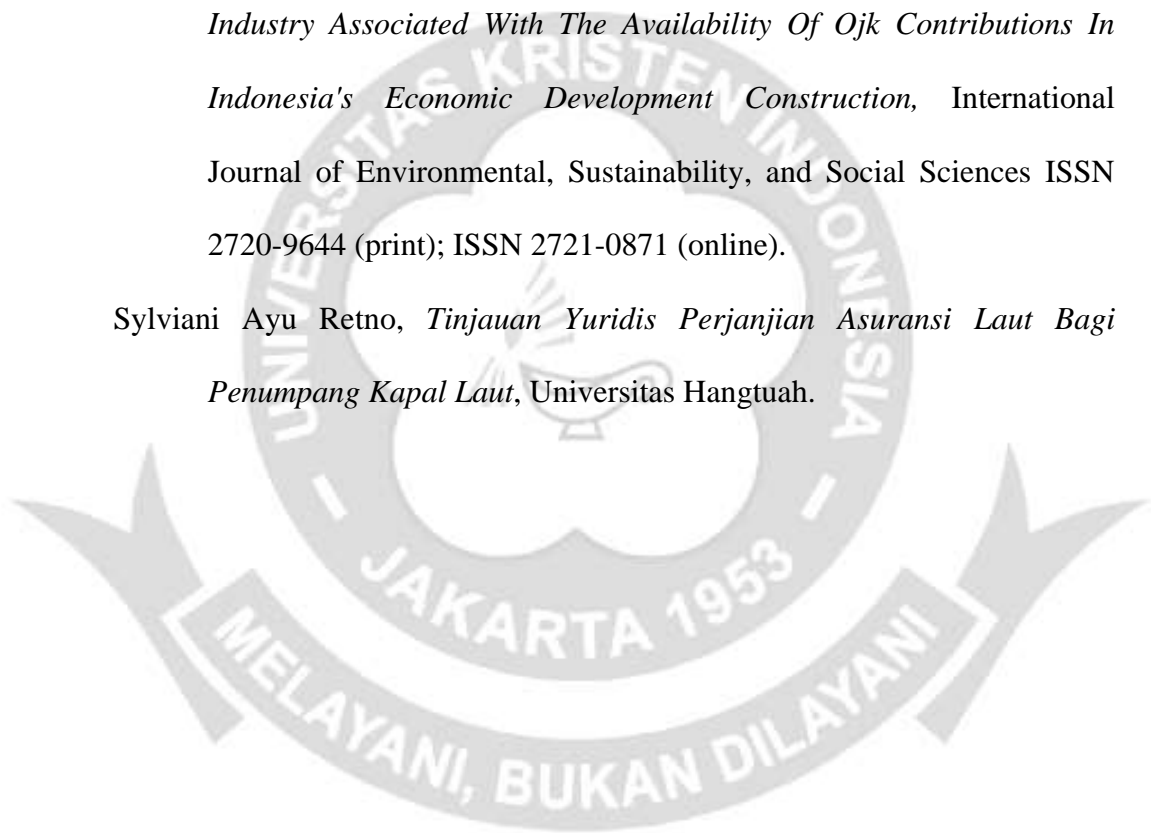 Industry Associated With The Availability Of Ojk Contributions In
Indonesia's Economic Development Construction, International
Journal of Environmental, Sustainability, and Social Sciences ISSN
2720-9644 (print); ISSN 2721-0871 (online).
Sylviani Ayu Retno, Tinjauan Yuridis Perjanjian Asuransi Laut Bagi
Penumpang Kapal Laut, Universitas Hangtuah.
UNIVERSITAS KRISTEN INDONESIA
JAKARTA 1953
MELAYANI, BUKAN DILAYANI